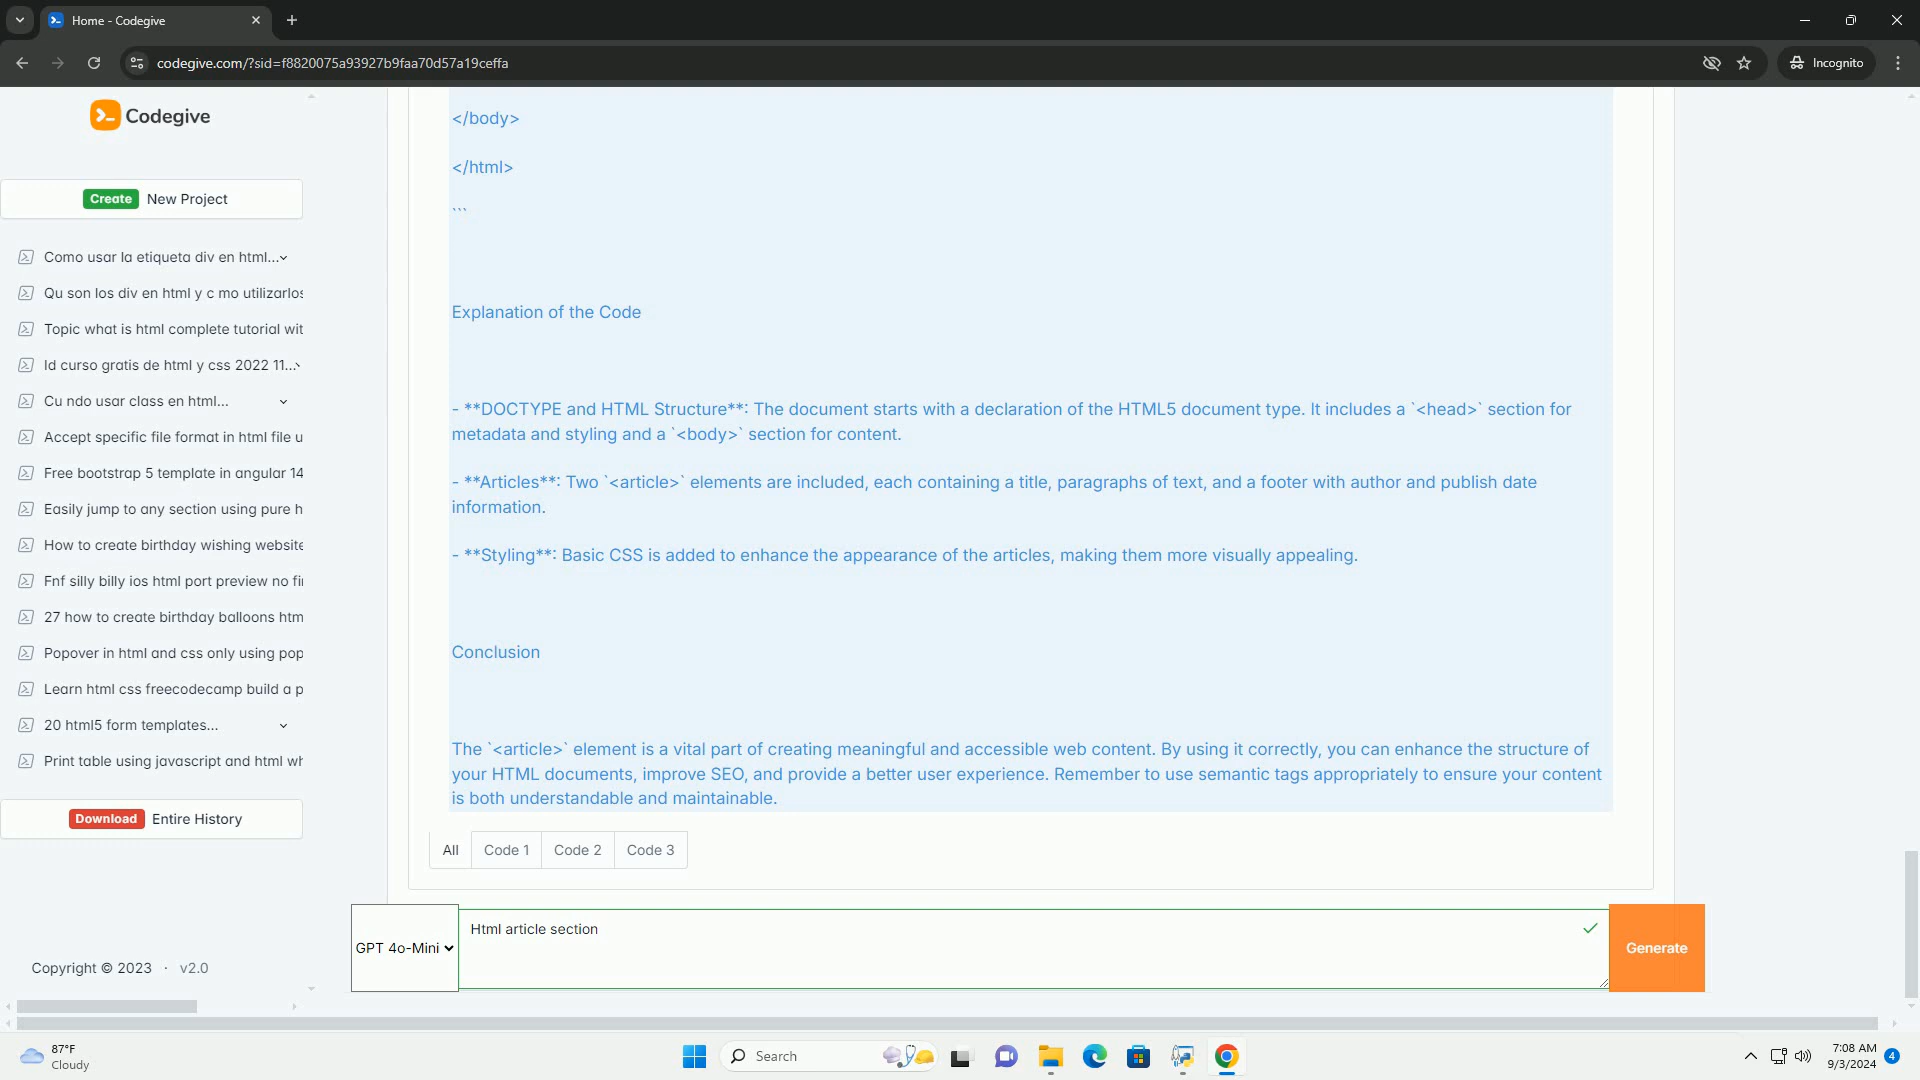 Home - Codegive
codegive.com/?sid=f8820075a93927b9faa70d57a19ceffa
Incognito
Codegive
Create New Project
Como usar la etiqueta div en html...
Qu son los div en html y c mo utilizarlos
Topic what is html complete tutorial wit
Id curso gratis de html y css 2022 11...
Cu ndo usar class en html...
Accept specific file format in html file u
Free bootstrap 5 template in angular 14
Easily jump to any section using pure h
How to create birthday wishing website
Fnf silly billy ios html port preview no fi
27 how to create birthday balloons htm
Popover in html and css only using pop
Learn html css freecodecamp build a p
20 html5 form templates...
Print table using javascript and html wh
Download Entire History
Copyright © 2023 · v2.0
</body>
</html>
```
Explanation of the Code
- **DOCTYPE and HTML Structure**: The document starts with a declaration of the HTML5 document type. It includes a `<head>` section for
metadata and styling and a `<body>` section for content.
- **Articles**: Two `<article>` elements are included, each containing a title, paragraphs of text, and a footer with author and publish date
information.
- **Styling**: Basic CSS is added to enhance the appearance of the articles, making them more visually appealing.
Conclusion
The `<article>` element is a vital part of creating meaningful and accessible web content. By using it correctly, you can enhance the structure of
your HTML documents, improve SEO, and provide a better user experience. Remember to use semantic tags appropriately to ensure your content
is both understandable and maintainable.
All Code 1 Code 2 Code 3
GPT 4o-Mini
Html article section
Generate
87°F
Cloudy
Search
7:08 AM
9/3/2024
4